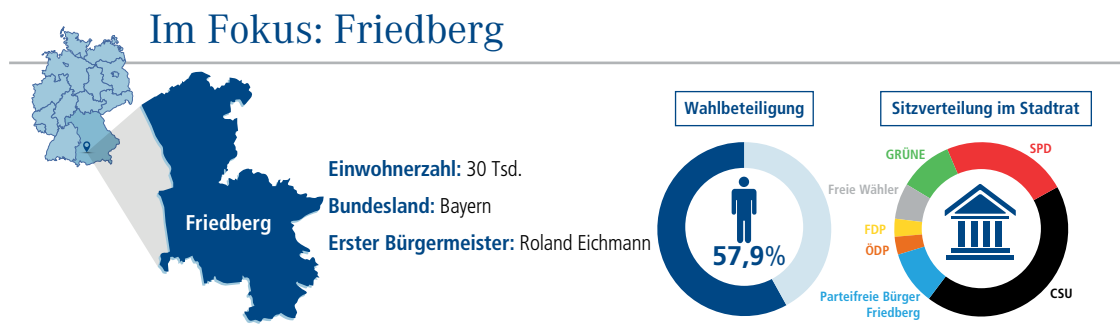 Im Fokus: Friedberg
Friedberg
Einwohnerzahl: 30 Tsd.
Bundesland: Bayern
Erster Bürgermeister: Roland Eichmann
Wahlbeteiligung
57,9%
Sitzverteilung im Stadtrat
GRÜNE
SPD
Freie Wähler
FDP
ÖDP
Parteifreie Bürger
Friedberg
CSU